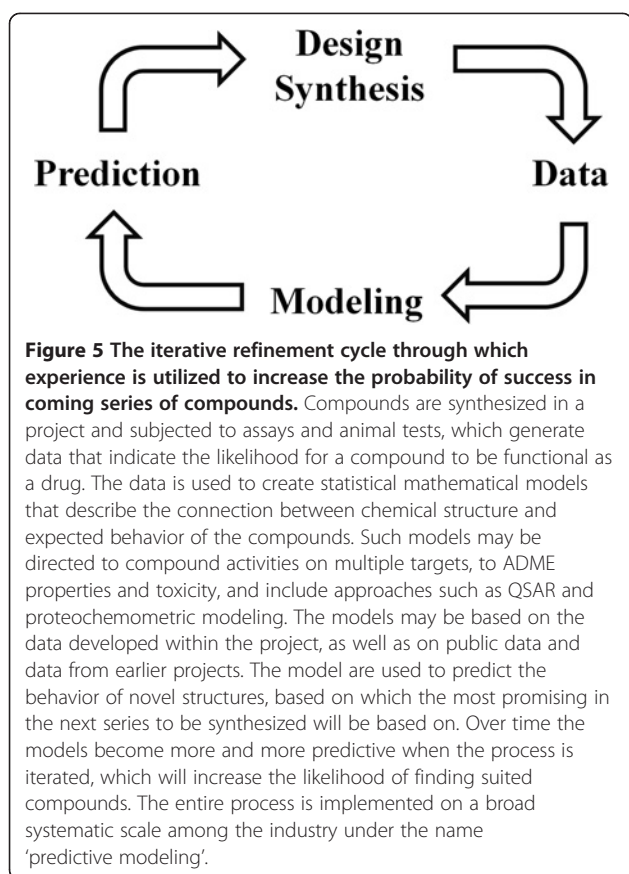 Design
Synthesis
Prediction
Data
Modeling
Figure 5 The iterative refinement cycle through which
experience is utilized to increase the probability of success in
coming series of compounds. Compounds are synthesized in a
project and subjected to assays and animal tests, which generate
data that indicate the likelihood for a compound to be functional as
a drug. The data is used to create statistical mathematical models
that describe the connection between chemical structure and
expected behavior of the compounds. Such models may be
directed to compound activities on multiple targets, to ADME
properties and toxicity, and include approaches such as QSAR and
proteochemometric modeling. The models may be based on the
data developed within the project, as well as on public data and
data from earlier projects. The model are used to predict the
behavior of novel structures, based on which the most promising in
the next series to be synthesized will be based on. Over time the
models become more and more predictive when the process is
iterated, which will increase the likelihood of finding suited
compounds. The entire process is implemented on a broad
systematic scale among the industry under the name
‘predictive modeling’.